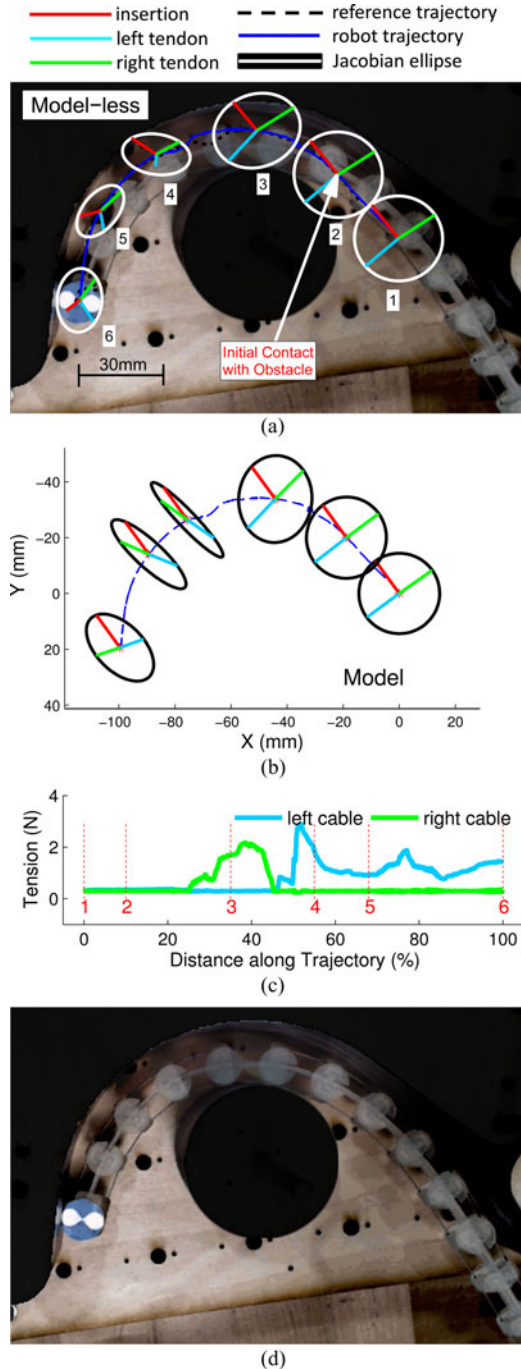 insertion
left tendon
right tendon
reference trajectory
robot trajectory
Jacobian ellipse
Model-less
1
2
3
4
5
6
Initial Contact
with Obstacle
30mm
(a)
Y (mm)
-40
-20
0
20
40
-100
-80
-60
-40
-20
0
20
X (mm)
Model
(b)
Tension (N)
4
2
0
left cable
right cable
1
2
3
4
5
6
0
20
40
60
80
100
Distance along Trajectory (%)
(c)
(d)